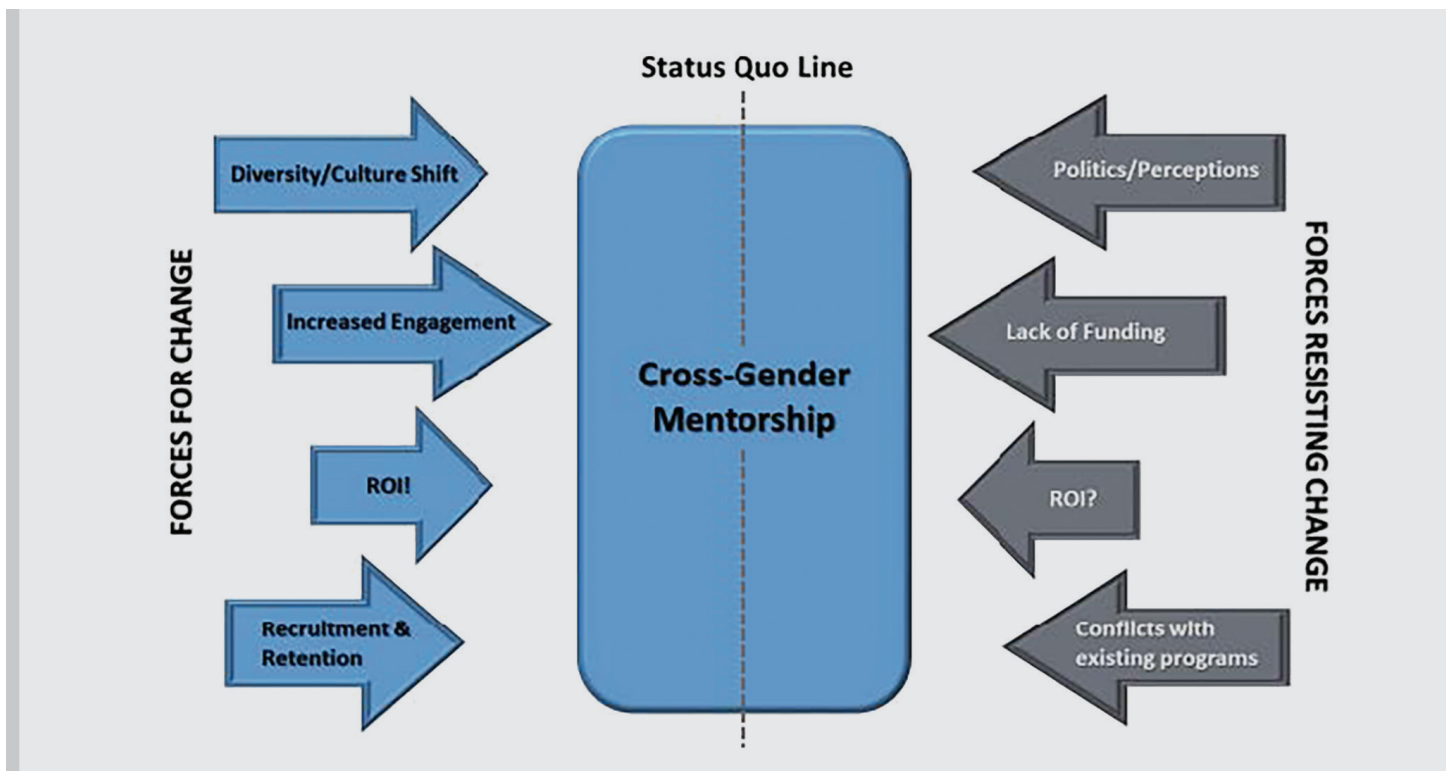 Status Quo Line
FORCES FOR CHANGE
Diversity/Culture Shift
Increased Engagement
ROI!
Recruitment &
Retention
Cross-Gender
Mentorship
Politics/Perceptions
Lack of Funding
ROI?
Conflicts with
existing programs
FORCES RESISTING CHANGE